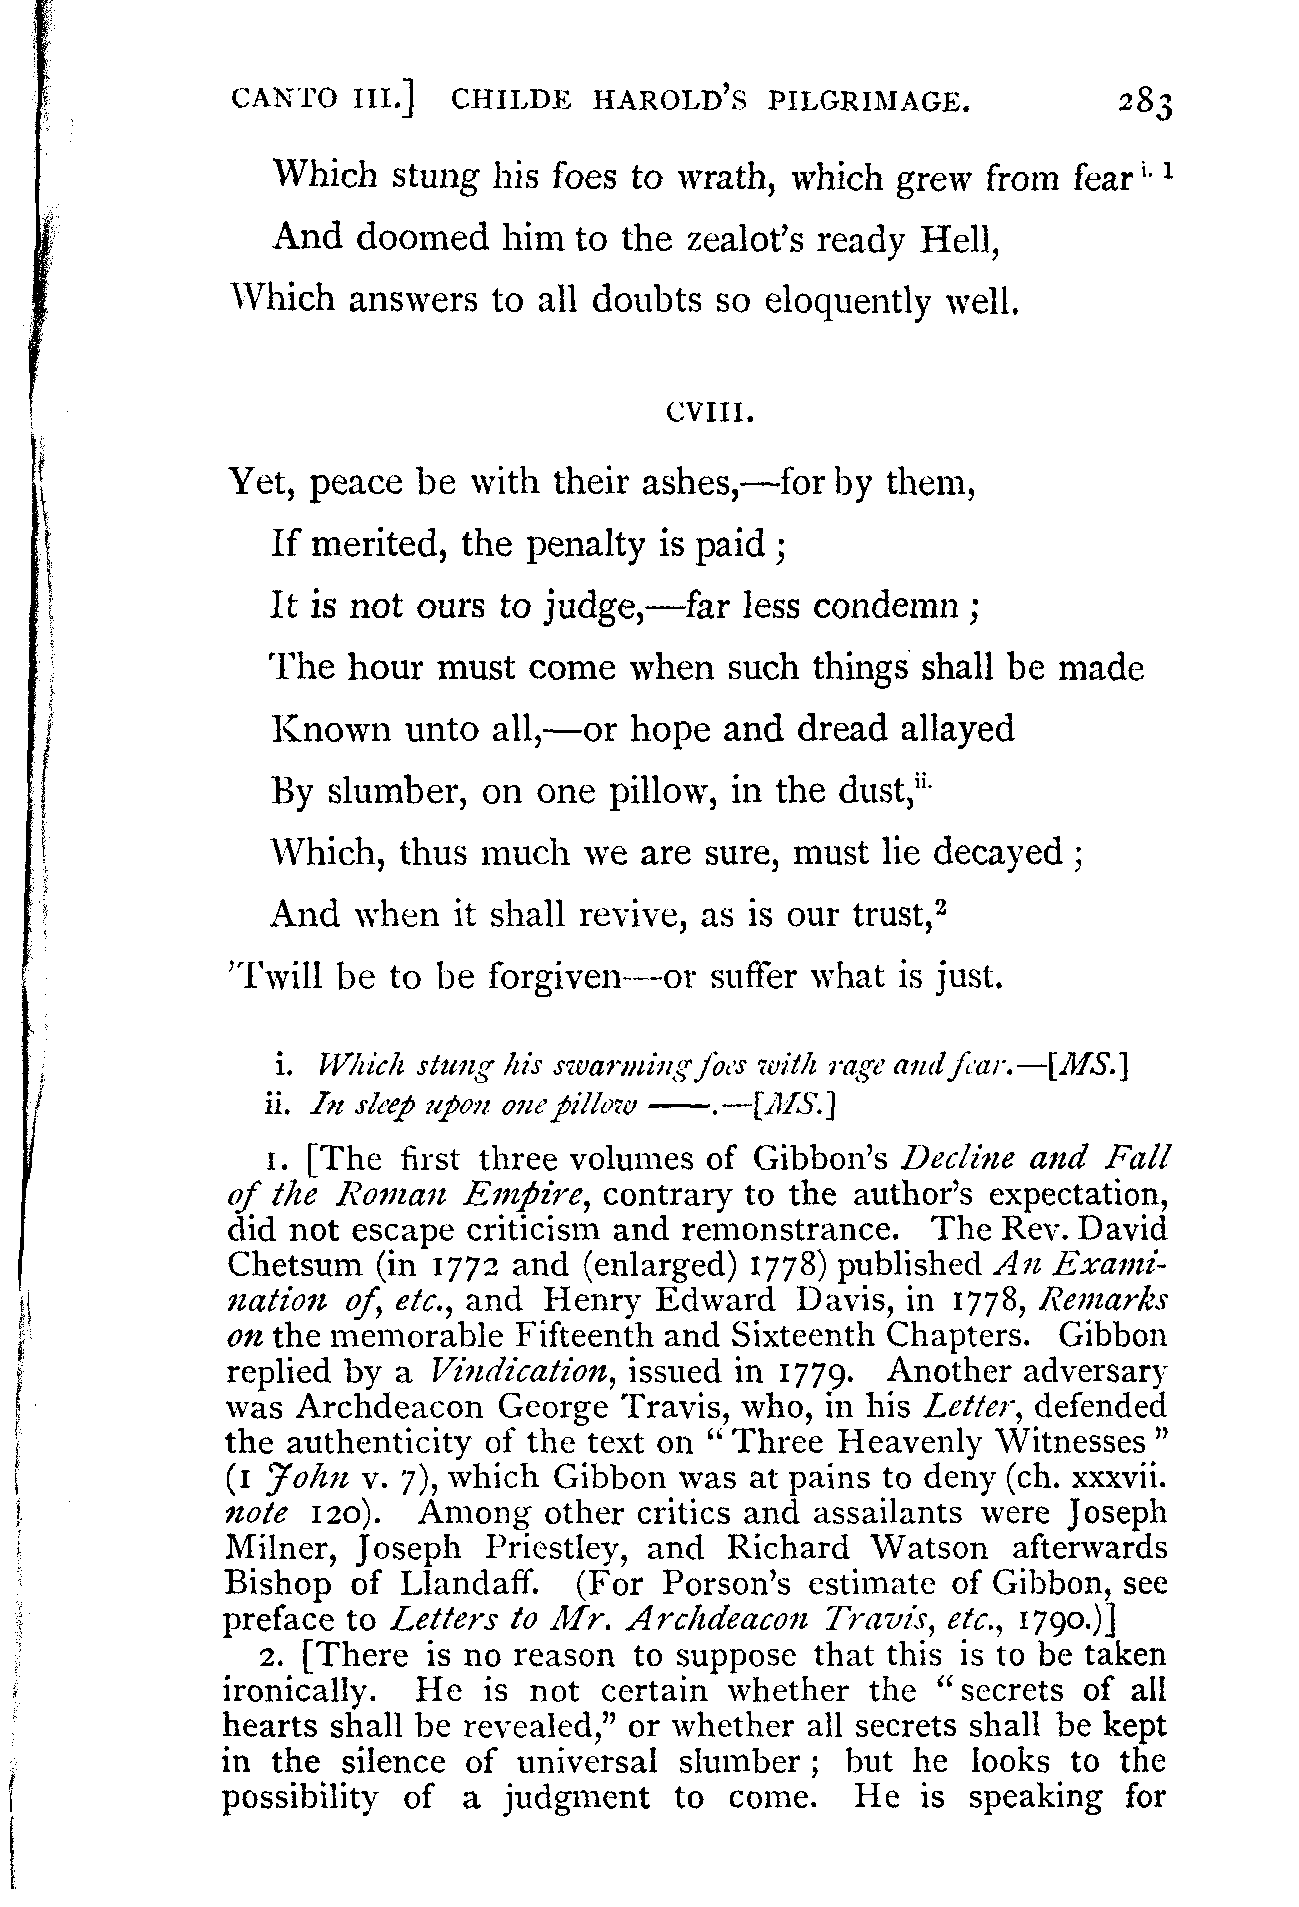 CANTO III.] CHILDE HAROLD'S PILGRIMAGE. 283
Which stung his foes to wrath, which grew from fear i. 1
And doomed him to the zealot's ready Hell,
Which answers to all doubts so eloquently well.
CVIII.
Yet, peace be with their ashes,—for by them,
If merited, the penalty is paid ;
It is not ours to judge,—far less condemn ;
The hour must come when such things shall be made
Known unto all,—or hope and dread allayed
By slumber, on one pillow, in the dust,ii.
Which, thus much we are sure, must lie decayed ;
And when it shall revive, as is our trust,2
'Twill be to be forgiven—or suffer what is just.
i. Which stung his swarming foes with rage and fear.—[MS.]
ii. In sleep upon one pillow ——.—[MS.]
1. [The first three volumes of Gibbon's Decline and Fall
of the Roman Empire, contrary to the author's expectation,
did not escape criticism and remonstrance. The Rev. David
Chetsum (in 1772 and (enlarged) 1778) published An Exami-
nation of, etc., and Henry Edward Davis, in 1778, Remarks
on the memorable Fifteenth and Sixteenth Chapters. Gibbon
replied by a Vindication, issued in 1779. Another adversary
was Archdeacon George Travis, who, in his Letter, defended
the authenticity of the text on " Three Heavenly Witnesses "
(1 John v. 7), which Gibbon was at pains to deny (ch. xxxvii.
note 120). Among other critics and assailants were Joseph
Milner, Joseph Priestley, and Richard Watson afterwards
Bishop of Llandaff. (For Porson's estimate of Gibbon, see
preface to Letters to Mr. Archdeacon Travis, etc., 1790.)]
2. [There is no reason to suppose that this is to be taken
ironically. He is not certain whether the " secrets of all
hearts shall be revealed," or whether all secrets shall be kept
in the silence of universal slumber ; but he looks to the
possibility of a judgment to come. He is speaking for